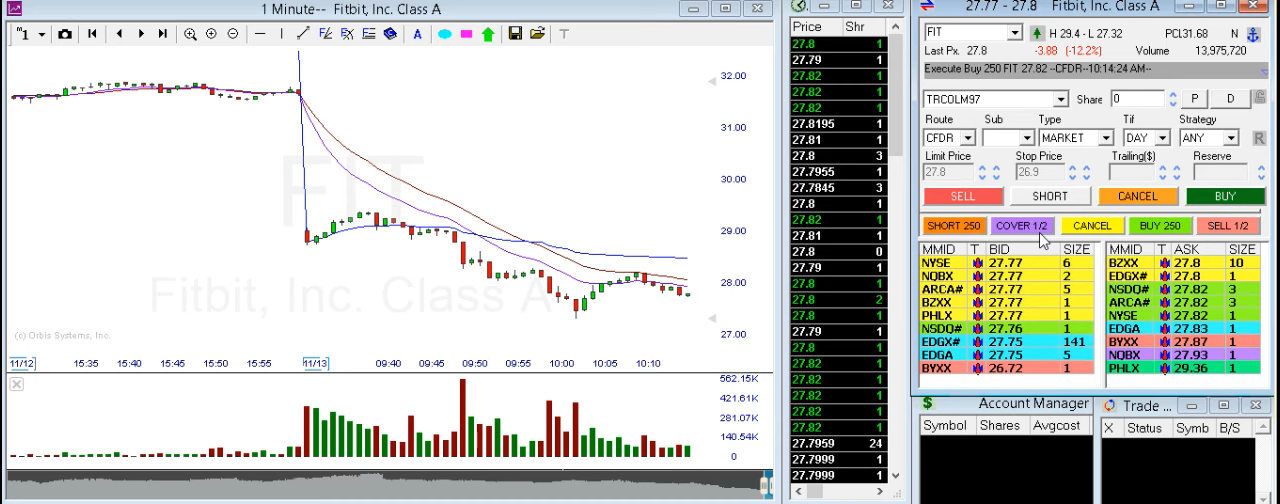 1 Minute-- Fitbit, Inc. Class A
1
A
T
32.00
31.00
30.00
29.00
28.00
27.00
FIT
Fitbit, Inc. Class A
(c) Orbis Systems, Inc.
11/12 15:35 15:40 15:45 15:50 15:55 11/13 09:40 09:45 09:50 09:55 10:00 10:05 10:10
562.15K
421.61K
281.07K
140.54K
0
Price Shr
27.8 1
27.79 1
27.82 1
27.82 1
27.82 1
27.8195 1
27.81 1
27.8 3
27.7955 1
27.7845 3
27.8 1
27.82 1
27.81 1
27.8 0
27.79 1
27.8 1
27.8 2
27.8 1
27.79 1
27.8 1
27.82 1
27.82 1
27.82 1
27.82 1
27.82 1
27.7959 24
27.7999 1
27.7999 1
27.77 - 27.8 Fitbit, Inc. Class A
FIT H 29.4 - L 27.32 PCL31.68 N
Last Px. 27.8 -3.88 (-12.2%) Volume 13,975,720
Execute Buy 250 FIT 27.82 --CFDR--10:14:24 AM--
TRCOLM97 Share 0 P D
Route Sub Type Tif Strategy
CFDR MARKET DAY ANY R
Limit Price Stop Price Trailing($) Reserve
27.8 26.9
SELL SHORT CANCEL BUY
SHORT 250 COVER 1/2 CANCEL BUY 250 SELL 1/2
MMID T BID SIZE MMID T ASK SIZE
NYSE 27.77 6 BZXX 27.8 10
NQBX 27.77 2 EDGX# 27.8 1
ARCA# 27.77 5 NSDQ# 27.82 3
BZXX 27.77 1 ARCA# 27.82 3
PHLX 27.77 1 NYSE 27.82 1
NSDQ# 27.76 1 EDGA 27.83 1
EDGX# 27.75 141 BYXX 27.87 1
EDGA 27.75 5 NQBX 27.93 1
BYXX 26.72 1 PHLX 29.36 1
Account Manager Trade ...
Symbol Shares Avgcost X Status Symb B/S